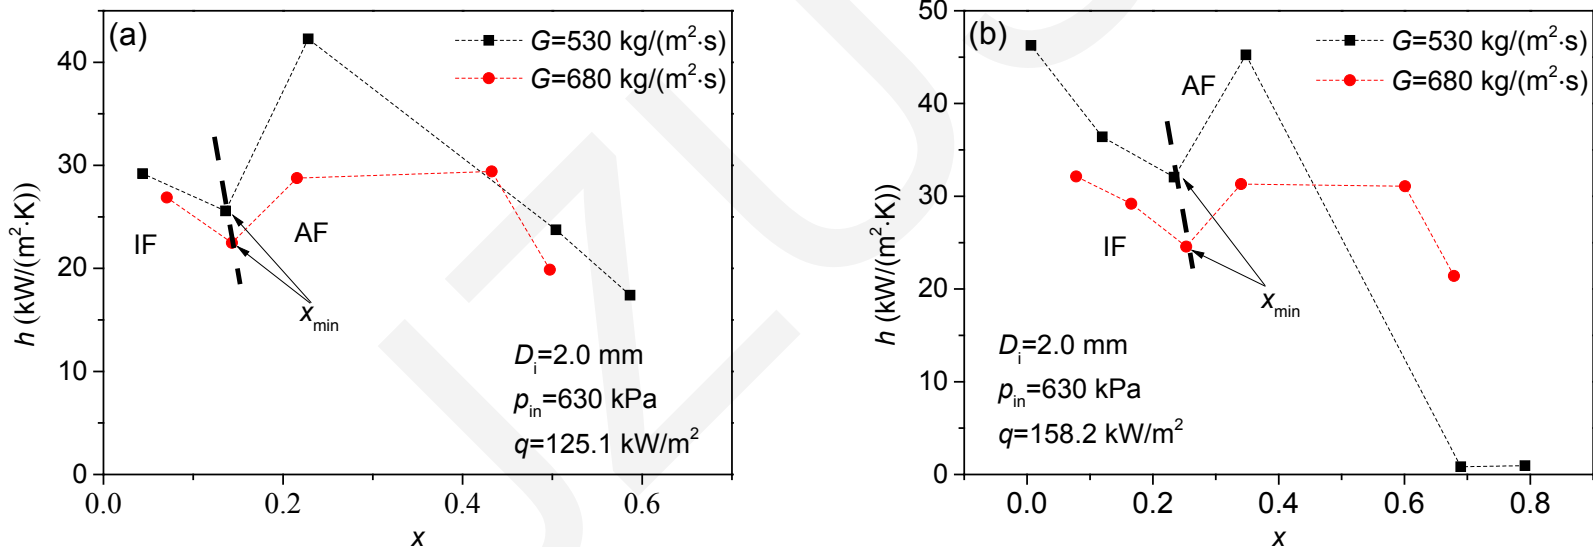 (a)
G=530 kg/(m²·s)
G=680 kg/(m²·s)
IF
AF
x_min
D_i=2.0 mm
p_in=630 kPa
q=125.1 kW/m²
h (kW/(m²·K))
40
30
20
10
0
0.0 0.2 0.4 0.6
x
(b)
G=530 kg/(m²·s)
G=680 kg/(m²·s)
AF
IF
x_min
D_i=2.0 mm
p_in=630 kPa
q=158.2 kW/m²
h (kW/(m²·K))
50
40
30
20
10
0
0.0 0.2 0.4 0.6 0.8
x